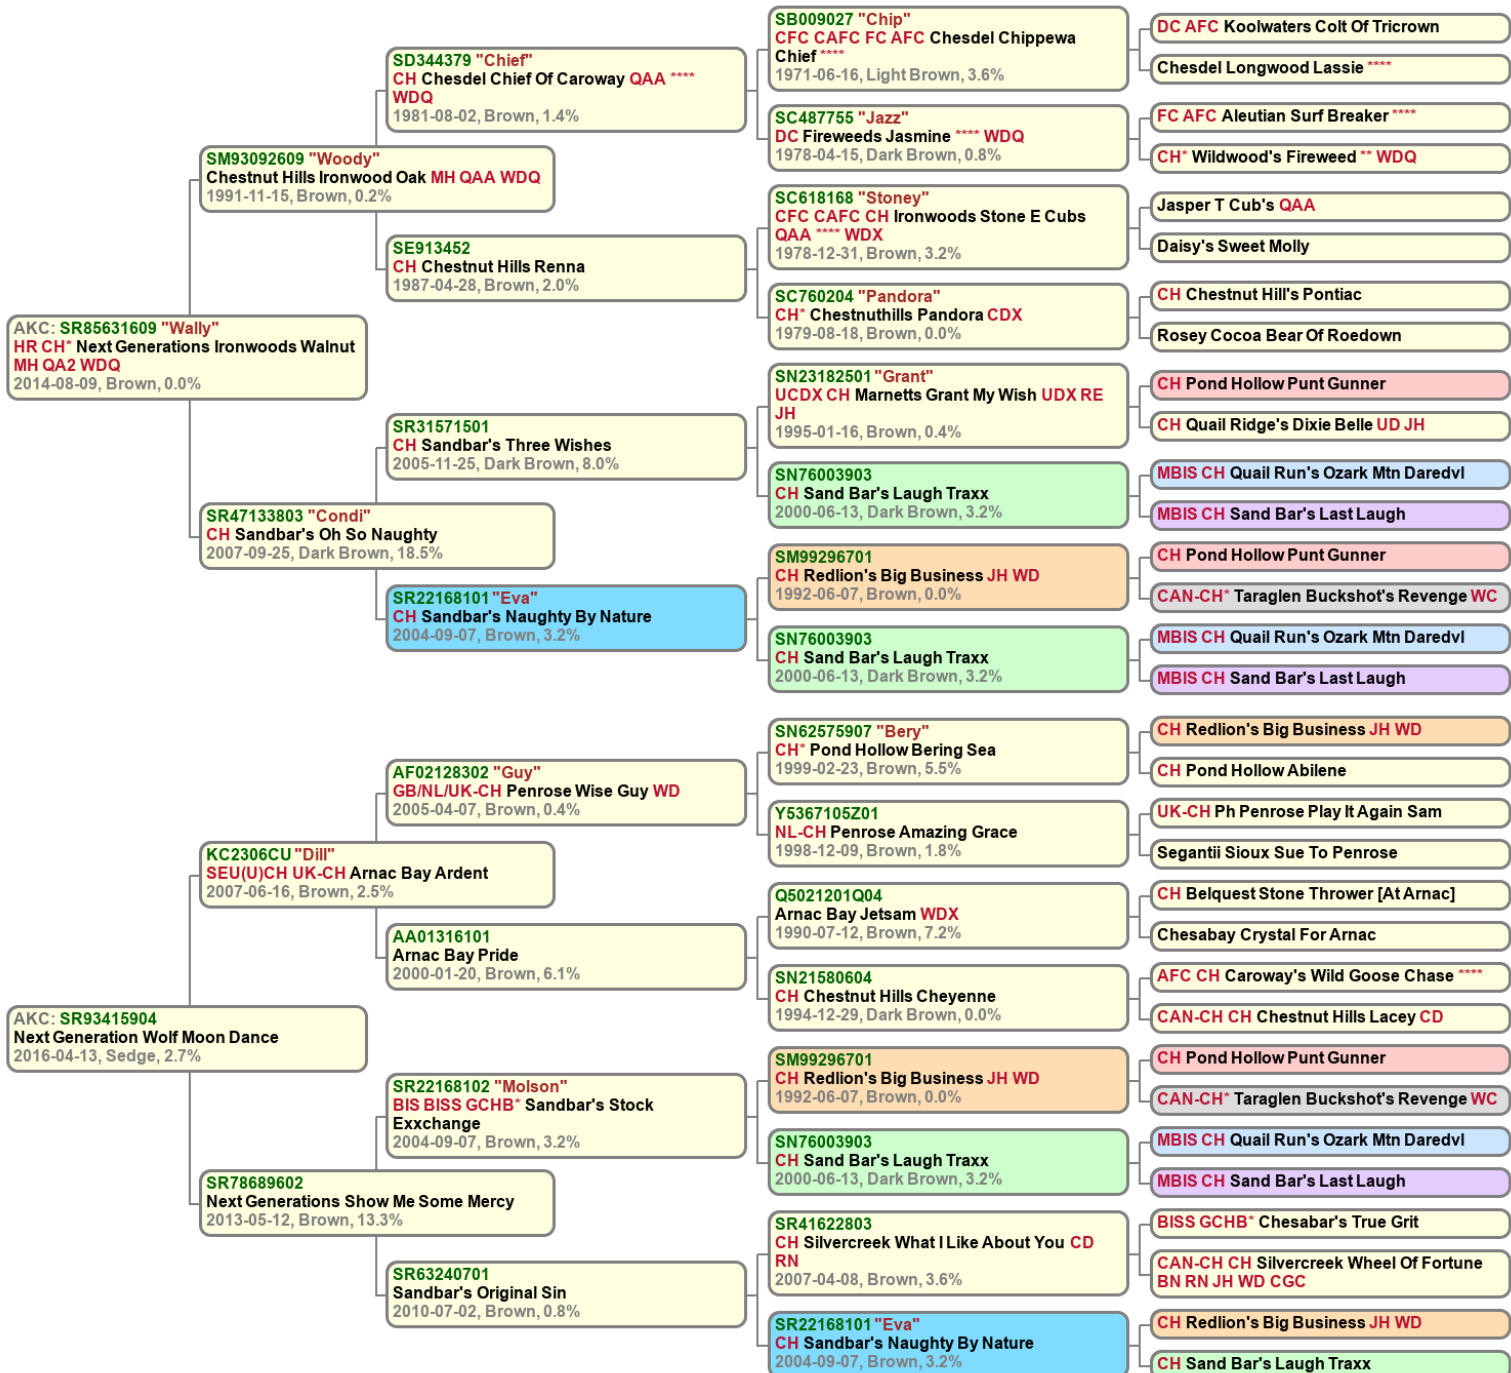 AKC: SR85631609 "Wally"
HR CH* Next Generations Ironwoods Walnut
MH QA2 WDQ
2014-08-09, Brown, 0.0%
SM93092609 "Woody"
Chestnut Hills Ironwood Oak MH QAA WDQ
1991-11-15, Brown, 0.2%
SD344379 "Chief"
CH Chesdel Chief Of Caroway QAA ****
WDQ
1981-08-02, Brown, 1.4%
SB009027 "Chip"
CFC CAFC FC AFC Chesdel Chippewa
Chief ****
1971-06-16, Light Brown, 3.6%
DC AFC Koolwaters Colt Of Tricrown
Chesdel Longwood Lassie ****
SC487755 "Jazz"
DC Fireweeds Jasmine **** WDQ
1978-04-15, Dark Brown, 0.8%
FC AFC Aleutian Surf Breaker ****
CH* Wildwood's Fireweed ** WDQ
SE913452
CH Chestnut Hills Renna
1987-04-28, Brown, 2.0%
SC618168 "Stoney"
CFC CAFC CH Ironwoods Stone E Cubs
QAA **** WDX
1978-12-31, Brown, 3.2%
Jasper T Cub's QAA
Daisy's Sweet Molly
SC760204 "Pandora"
CH* Chestnuthills Pandora CDX
1979-08-18, Brown, 0.0%
CH Chestnut Hill's Pontiac
Rosey Cocoa Bear Of Roedown
SR47133803 "Condi"
CH Sandbar's Oh So Naughty
2007-09-25, Dark Brown, 18.5%
SR31571501
CH Sandbar's Three Wishes
2005-11-25, Dark Brown, 8.0%
SN23182501 "Grant"
UCDX CH Marnetts Grant My Wish UDX RE
JH
1995-01-16, Brown, 0.4%
CH Pond Hollow Punt Gunner
CH Quail Ridge's Dixie Belle UD JH
SN76003903
CH Sand Bar's Laugh Traxx
2000-06-13, Dark Brown, 3.2%
MBIS CH Quail Run's Ozark Mtn Daredvl
MBIS CH Sand Bar's Last Laugh
SR22168101 "Eva"
CH Sandbar's Naughty By Nature
2004-09-07, Brown, 3.2%
SM99296701
CH Redlion's Big Business JH WD
1992-06-07, Brown, 0.0%
CH Pond Hollow Punt Gunner
CAN-CH* Taraglen Buckshot's Revenge WC
SN76003903
CH Sand Bar's Laugh Traxx
2000-06-13, Dark Brown, 3.2%
MBIS CH Quail Run's Ozark Mtn Daredvl
MBIS CH Sand Bar's Last Laugh
AKC: SR93415904
Next Generation Wolf Moon Dance
2016-04-13, Sedge, 2.7%
KC2306CU "Dill"
SEU(U)CH UK-CH Arnac Bay Ardent
2007-06-16, Brown, 2.5%
AF02128302 "Guy"
GB/NL/UK-CH Penrose Wise Guy WD
2005-04-07, Brown, 0.4%
SN62575907 "Bery"
CH* Pond Hollow Bering Sea
1999-02-23, Brown, 5.5%
CH Redlion's Big Business JH WD
CH Pond Hollow Abilene
Y5367105Z01
NL-CH Penrose Amazing Grace
1998-12-09, Brown, 1.8%
UK-CH Ph Penrose Play It Again Sam
Segantii Sioux Sue To Penrose
AA01316101
Arnac Bay Pride
2000-01-20, Brown, 6.1%
Q5021201Q04
Arnac Bay Jetsam WDX
1990-07-12, Brown, 7.2%
CH Belquest Stone Thrower [At Arnac]
Chesabay Crystal For Arnac
SN21580604
CH Chestnut Hills Cheyenne
1994-12-29, Dark Brown, 0.0%
AFC CH Caroway's Wild Goose Chase ****
CAN-CH CH Chestnut Hills Lacey CD
SR78689602
Next Generations Show Me Some Mercy
2013-05-12, Brown, 13.3%
SR22168102 "Molson"
BIS BISS GCHB* Sandbar's Stock
Exxchange
2004-09-07, Brown, 3.2%
SM99296701
CH Redlion's Big Business JH WD
1992-06-07, Brown, 0.0%
CH Pond Hollow Punt Gunner
CAN-CH* Taraglen Buckshot's Revenge WC
SN76003903
CH Sand Bar's Laugh Traxx
2000-06-13, Dark Brown, 3.2%
MBIS CH Quail Run's Ozark Mtn Daredvl
MBIS CH Sand Bar's Last Laugh
SR63240701
Sandbar's Original Sin
2010-07-02, Brown, 0.8%
SR41622803
CH Silvercreek What I Like About You CD
RN
2007-04-08, Brown, 3.6%
BISS GCHB* Chesabar's True Grit
CAN-CH CH Silvercreek Wheel Of Fortune
BN RN JH WD CGC
SR22168101 "Eva"
CH Sandbar's Naughty By Nature
2004-09-07, Brown, 3.2%
CH Redlion's Big Business JH WD
CH Sand Bar's Laugh Traxx